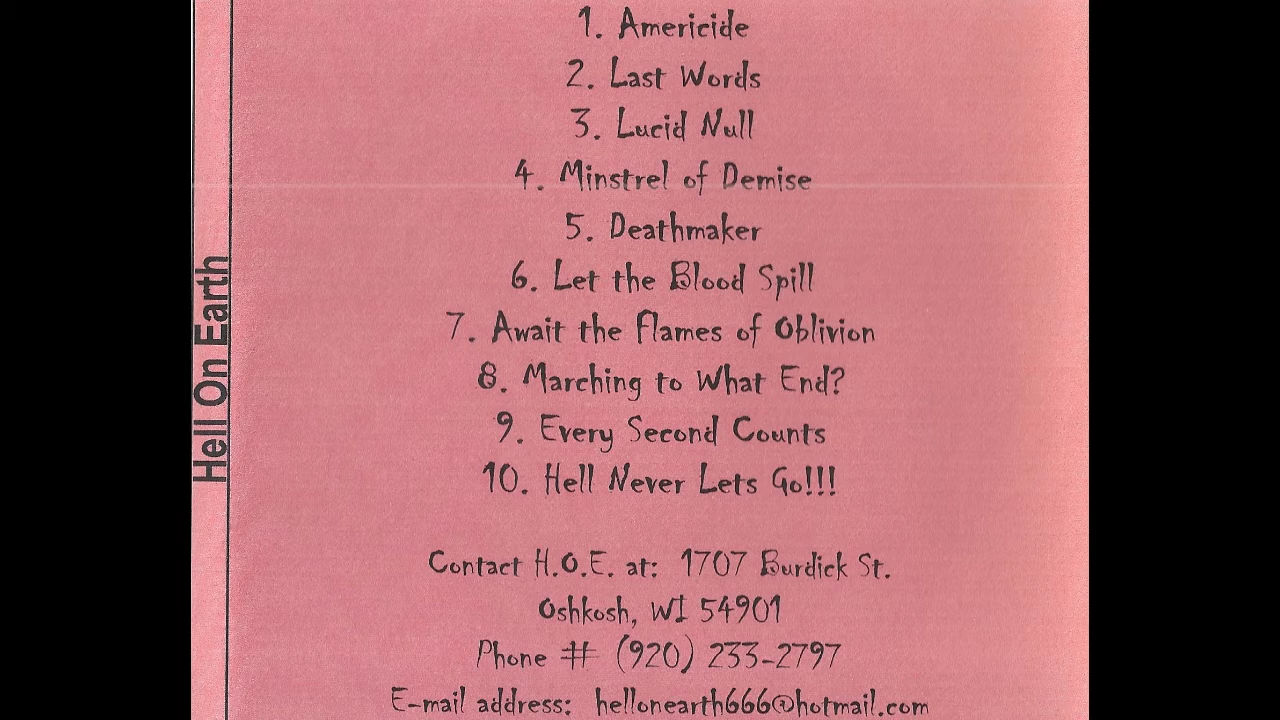 Hell On Earth
1. Americide
2. Last Words
3. Lucid Null
4. Minstrel of Demise
5. Deathmaker
6. Let the Blood Spill
7. Await the Flames of Oblivion
8. Marching to What End?
9. Every Second Counts
10. Hell Never Lets Go!!!
Contact H.O.E. at: 1707 Burdick St.
Oshkosh, WI 54901
Phone # (920) 233-2797
E-mail address: hellonearth666@hotmail.com